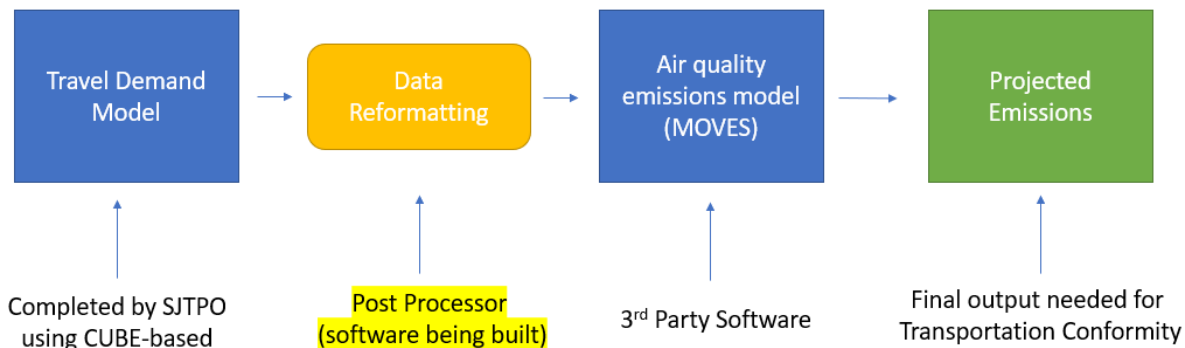 Travel Demand
Model
Data
Reformatting
Air quality
emissions model
(MOVES)
Projected
Emissions
Completed by SJTPO
using CUBE-based
Post Processor
(software being built)
3rd Party Software
Final output needed for
Transportation Conformity